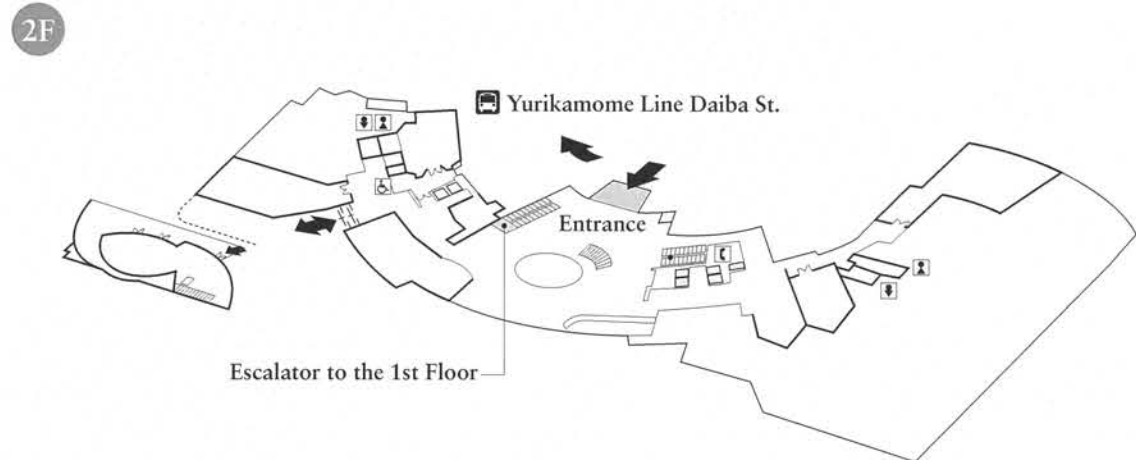 2F
Yurikamome Line Daiba St.
Entrance
Escalator to the 1st Floor